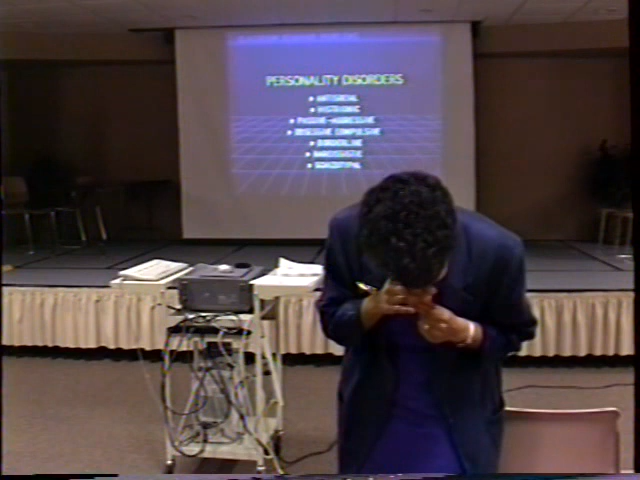 PERSONALITY DISORDERS
• ANTISOCIAL
• HISTRIONIC
• PASSIVE-AGGRESSIVE
• OBSESSIVE COMPULSIVE
• BORDERLINE
• NARCISSISTIC
• SCHIZOTYPAL